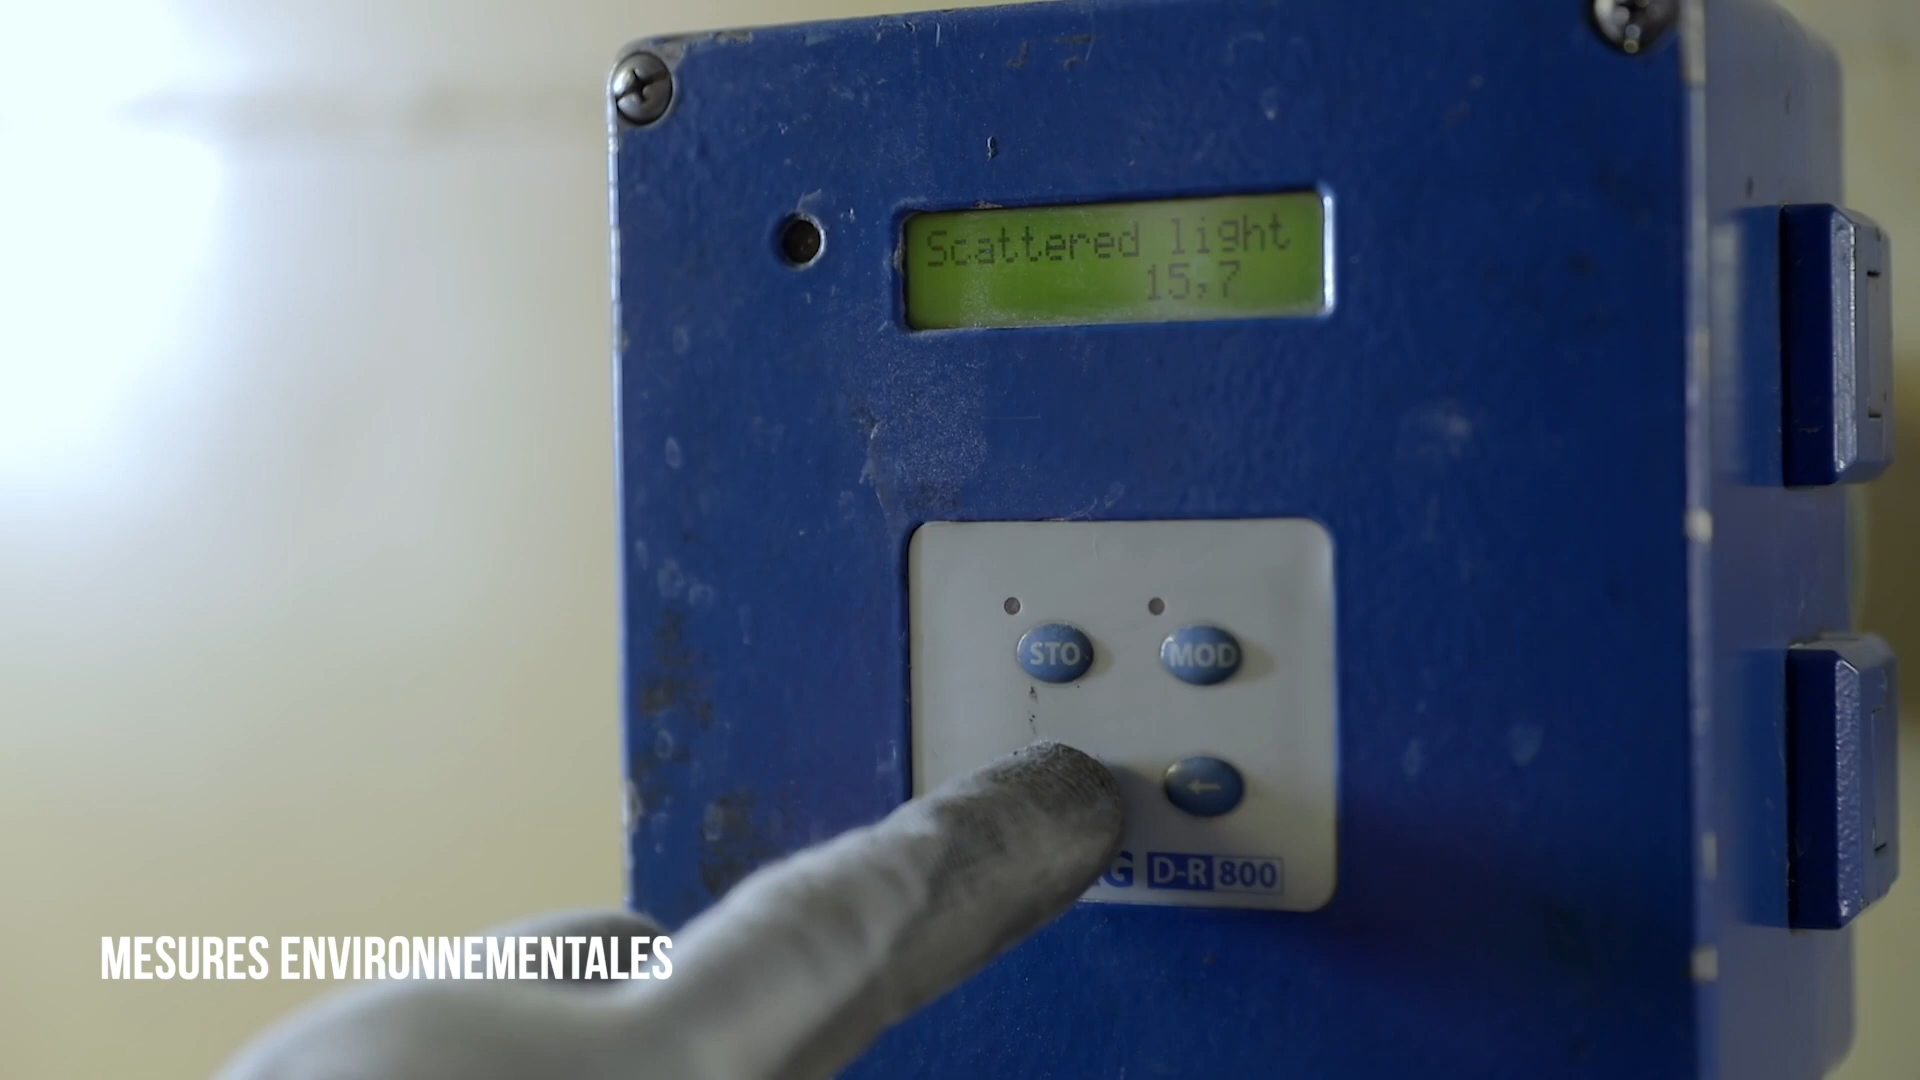 Scattered light
15,7
STO
MOD
←
G D-R 800
MESURES ENVIRONNEMENTALES